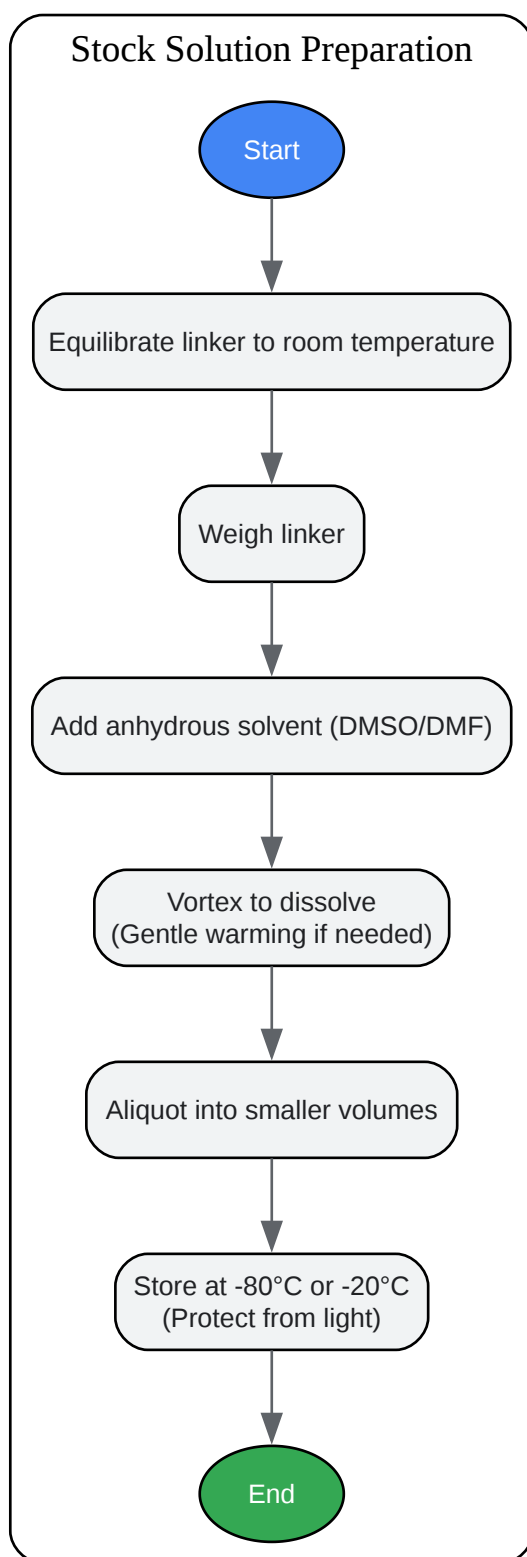 Stock Solution Preparation
Start
Equilibrate linker to room temperature
Weigh linker
Add anhydrous solvent (DMSO/DMF)
Vortex to dissolve
(Gentle warming if needed)
Aliquot into smaller volumes
Store at -80°C or -20°C
(Protect from light)
End